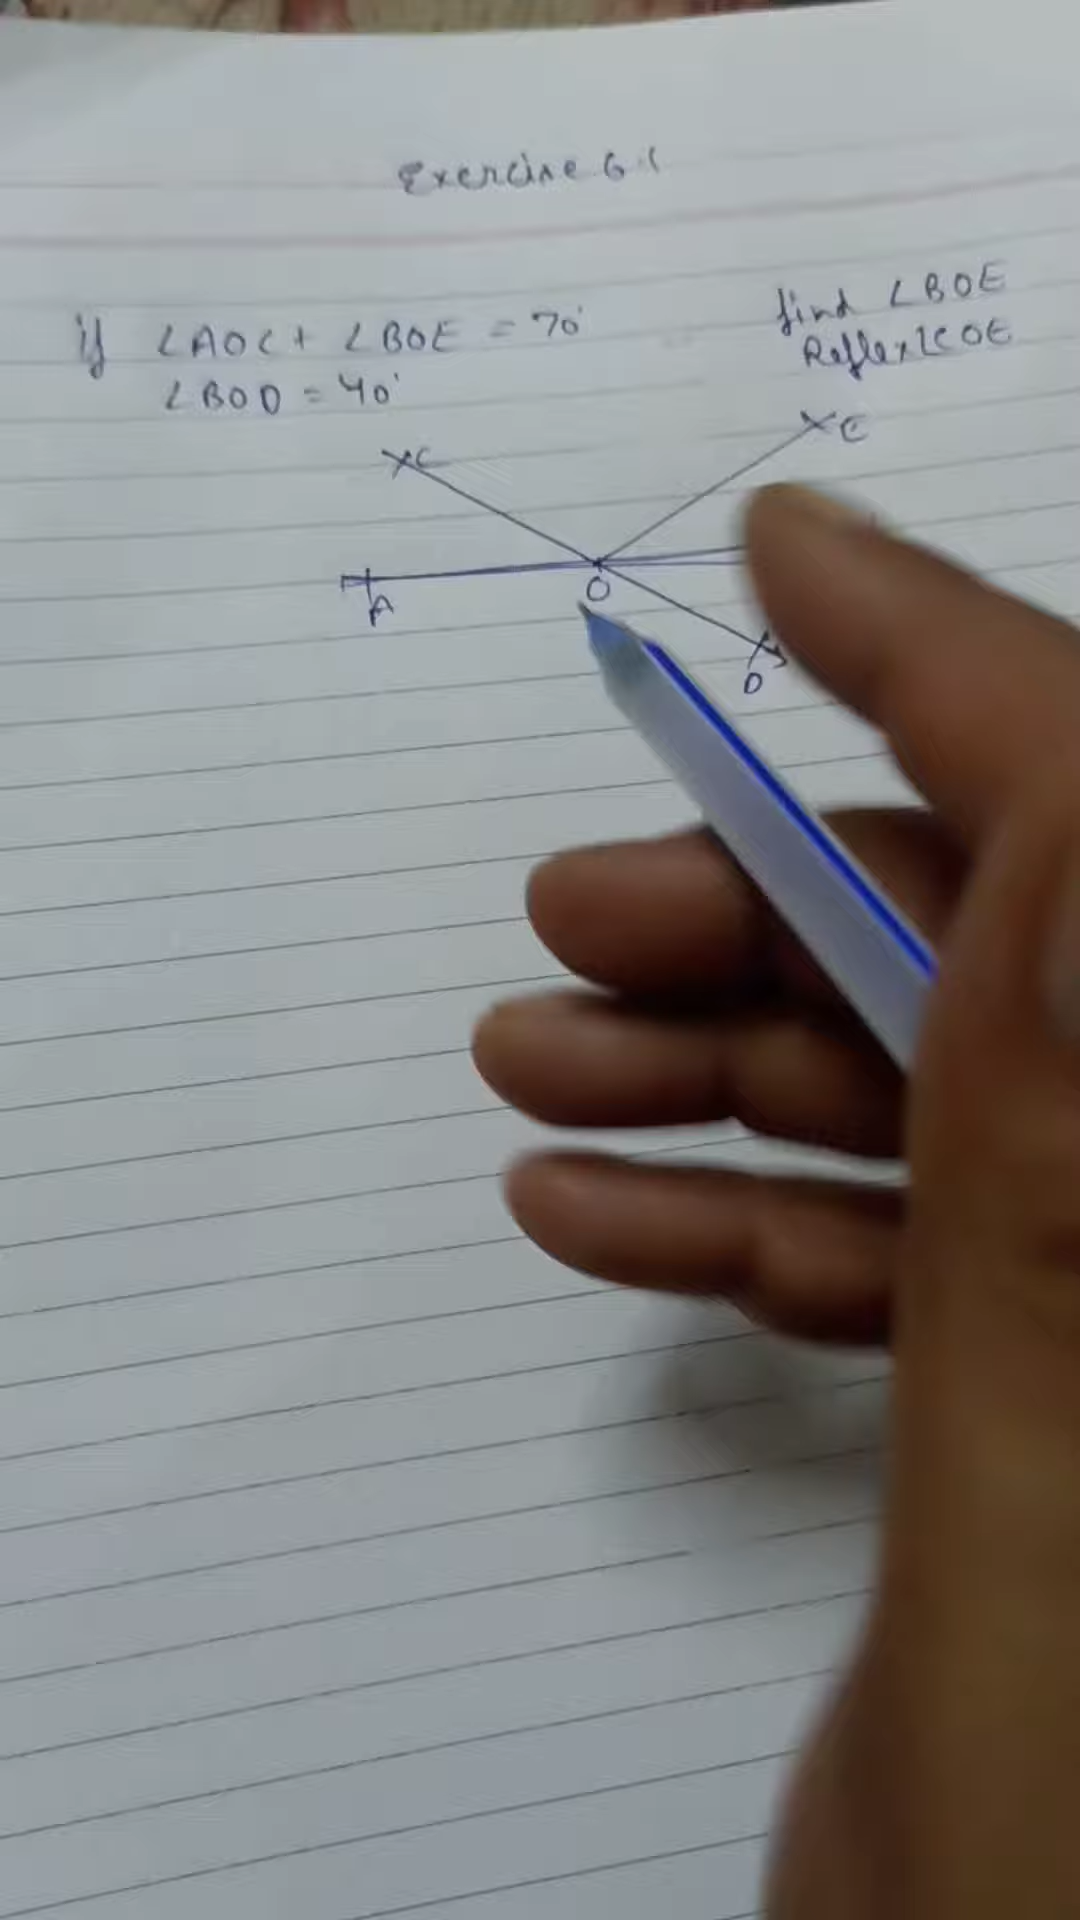 Exercise 6.1
if ∠AOC + ∠BOE = 70°
∠BOD = 40°
find ∠BOE
Reflex ∠COE
C
E
A
O
D